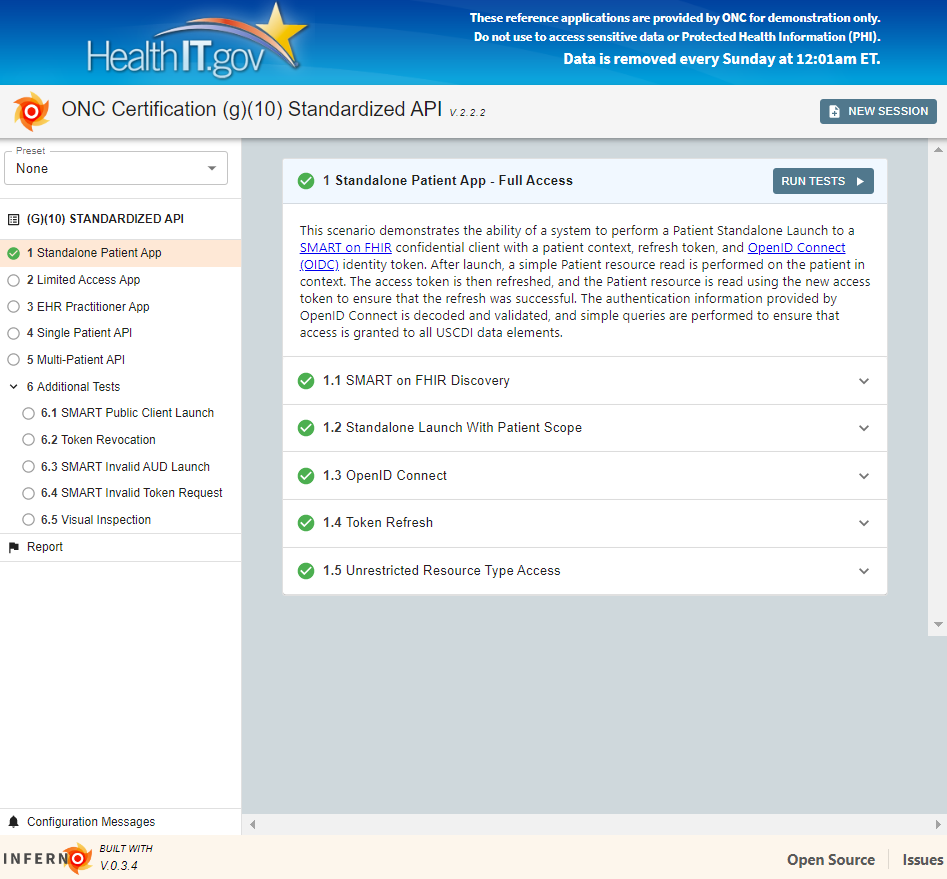 HealthIT.gov
These reference applications are provided by ONC for demonstration only.
Do not use to access sensitive data or Protected Health Information (PHI).
Data is removed every Sunday at 12:01am ET.
ONC Certification (g)(10) Standardized API V.2.2.2
NEW SESSION
Preset
None
(G)(10) STANDARDIZED API
1 Standalone Patient App
2 Limited Access App
3 EHR Practitioner App
4 Single Patient API
5 Multi-Patient API
6 Additional Tests
6.1 SMART Public Client Launch
6.2 Token Revocation
6.3 SMART Invalid AUD Launch
6.4 SMART Invalid Token Request
6.5 Visual Inspection
Report
1 Standalone Patient App - Full Access
RUN TESTS
This scenario demonstrates the ability of a system to perform a Patient Standalone Launch to a
SMART on FHIR confidential client with a patient context, refresh token, and OpenID Connect
(OIDC) identity token. After launch, a simple Patient resource read is performed on the patient in
context. The access token is then refreshed, and the Patient resource is read using the new access
token to ensure that the refresh was successful. The authentication information provided by
OpenID Connect is decoded and validated, and simple queries are performed to ensure that
access is granted to all USCDI data elements.
1.1 SMART on FHIR Discovery
1.2 Standalone Launch With Patient Scope
1.3 OpenID Connect
1.4 Token Refresh
1.5 Unrestricted Resource Type Access
Configuration Messages
INFERNO
BUILT WITH
V.0.3.4
Open Source
Issues